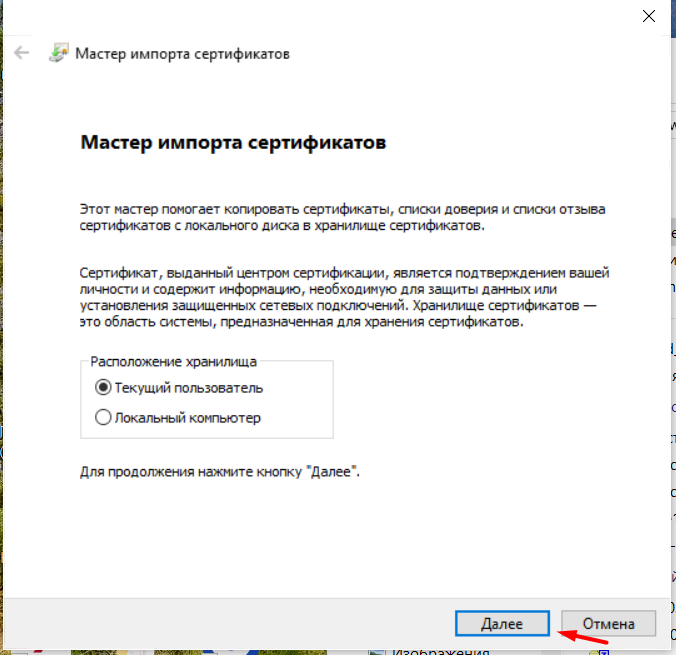 Мастер импорта сертификатов
Мастер импорта сертификатов
Этот мастер помогает копировать сертификаты, списки доверия и списки отзыва
сертификатов с локального диска в хранилище сертификатов.
Сертификат, выданный центром сертификации, является подтверждением вашей
личности и содержит информацию, необходимую для защиты данных или
установления защищенных сетевых подключений. Хранилище сертификатов —
это область системы, предназначенная для хранения сертификатов.
Расположение хранилища
Текущий пользователь
Локальный компьютер
Для продолжения нажмите кнопку "Далее".
Далее
Отмена
Изображения